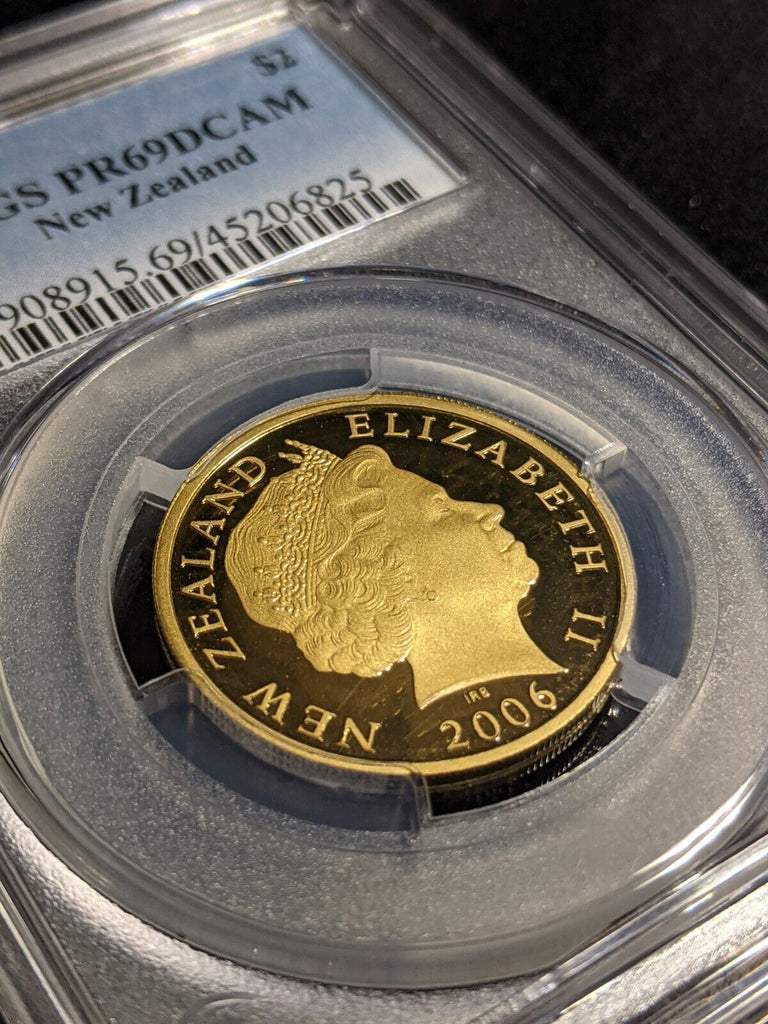 $2
GS PR69DCAM
New Zealand
908915.69/45206825
NEW ZEALAND ELIZABETH II
2006
IRB